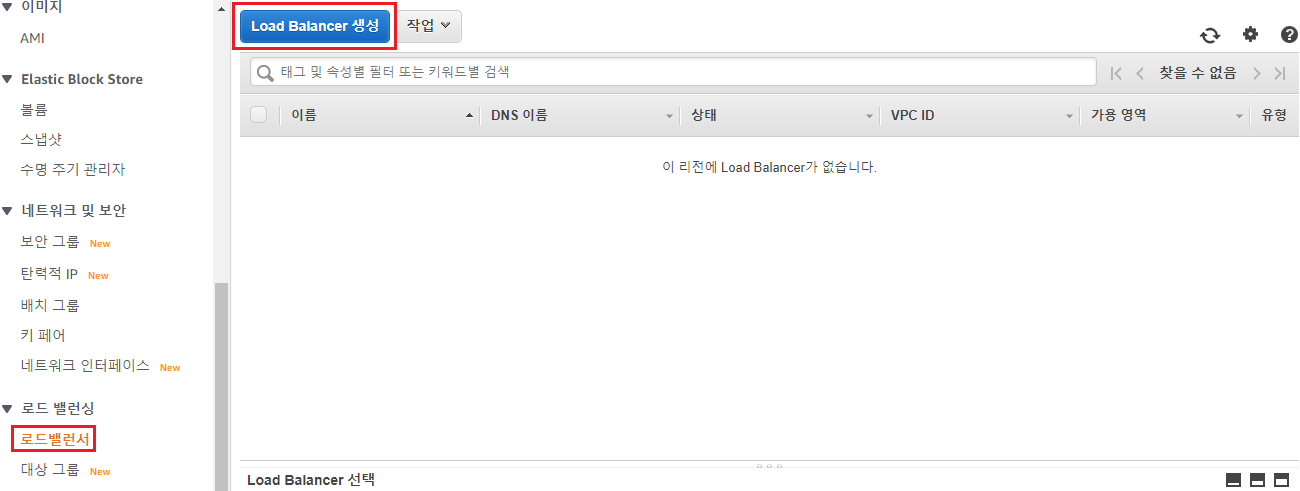 이미지
AMI
Elastic Block Store
볼륨
스냅샷
수명 주기 관리자
네트워크 및 보안
보안 그룹 New
탄력적 IP New
배치 그룹
키 페어
네트워크 인터페이스 New
로드 밸런싱
로드밸런서
대상 그룹 New
Load Balancer 생성 작업
태그 및 속성별 필터 또는 키워드별 검색 찾을 수 없음
이름 DNS 이름 상태 VPC ID 가용 영역 유형
이 리전에 Load Balancer가 없습니다.
Load Balancer 선택